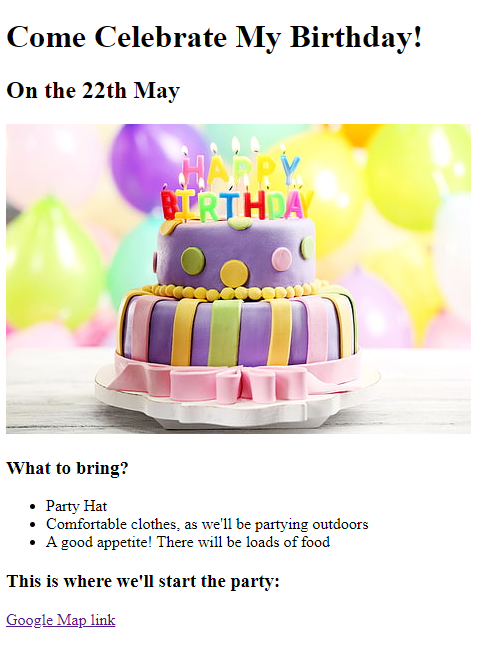 Come Celebrate My Birthday!
On the 22th May
HAPPY
BIRTHDAY
What to bring?
Party Hat
Comfortable clothes, as we'll be partying outdoors
A good appetite! There will be loads of food
This is where we'll start the party:
Google Map link